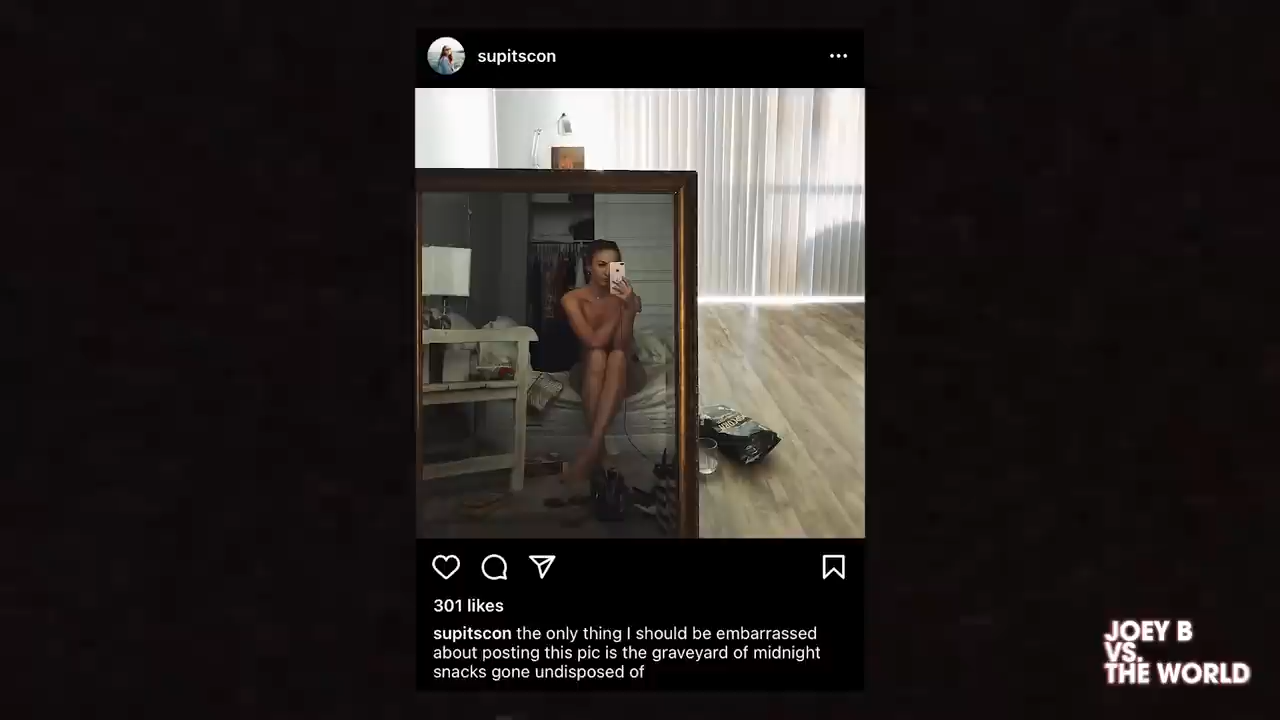 supitscon
301 likes
supitscon the only thing I should be embarrassed
about posting this pic is the graveyard of midnight
snacks gone undisposed of
JOEY B
VS.
THE WORLD